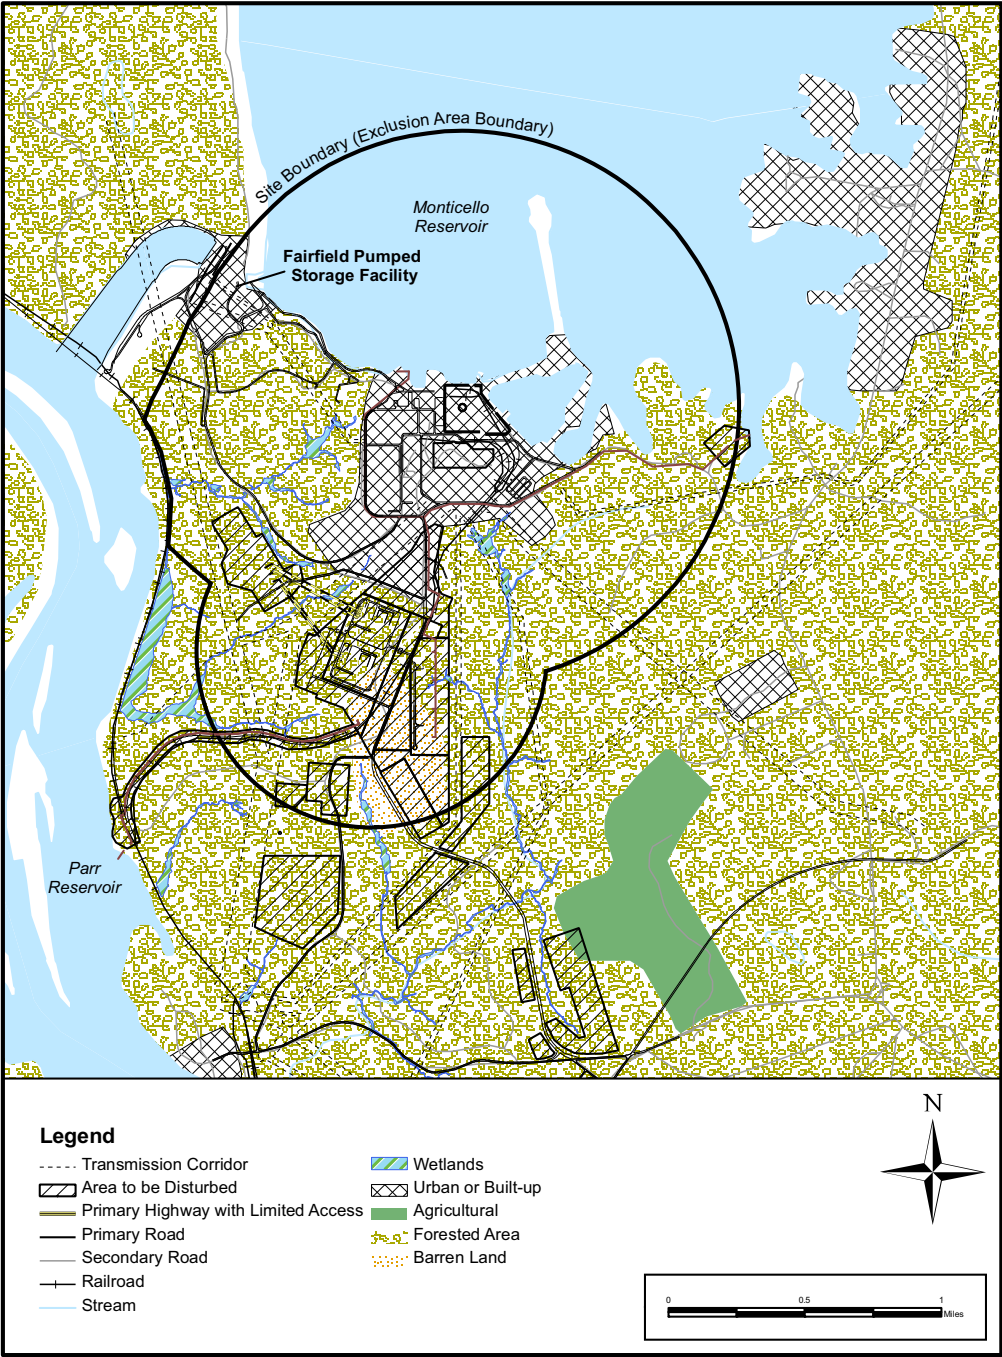 Site Boundary (Exclusion Area Boundary)
Monticello
Reservoir
Fairfield Pumped
Storage Facility
Parr
Reservoir
Legend
Transmission Corridor
Area to be Disturbed
Primary Highway with Limited Access
Primary Road
Secondary Road
Railroad
Stream
Wetlands
Urban or Built-up
Agricultural
Forested Area
Barren Land
N
0 0.5 1
Miles